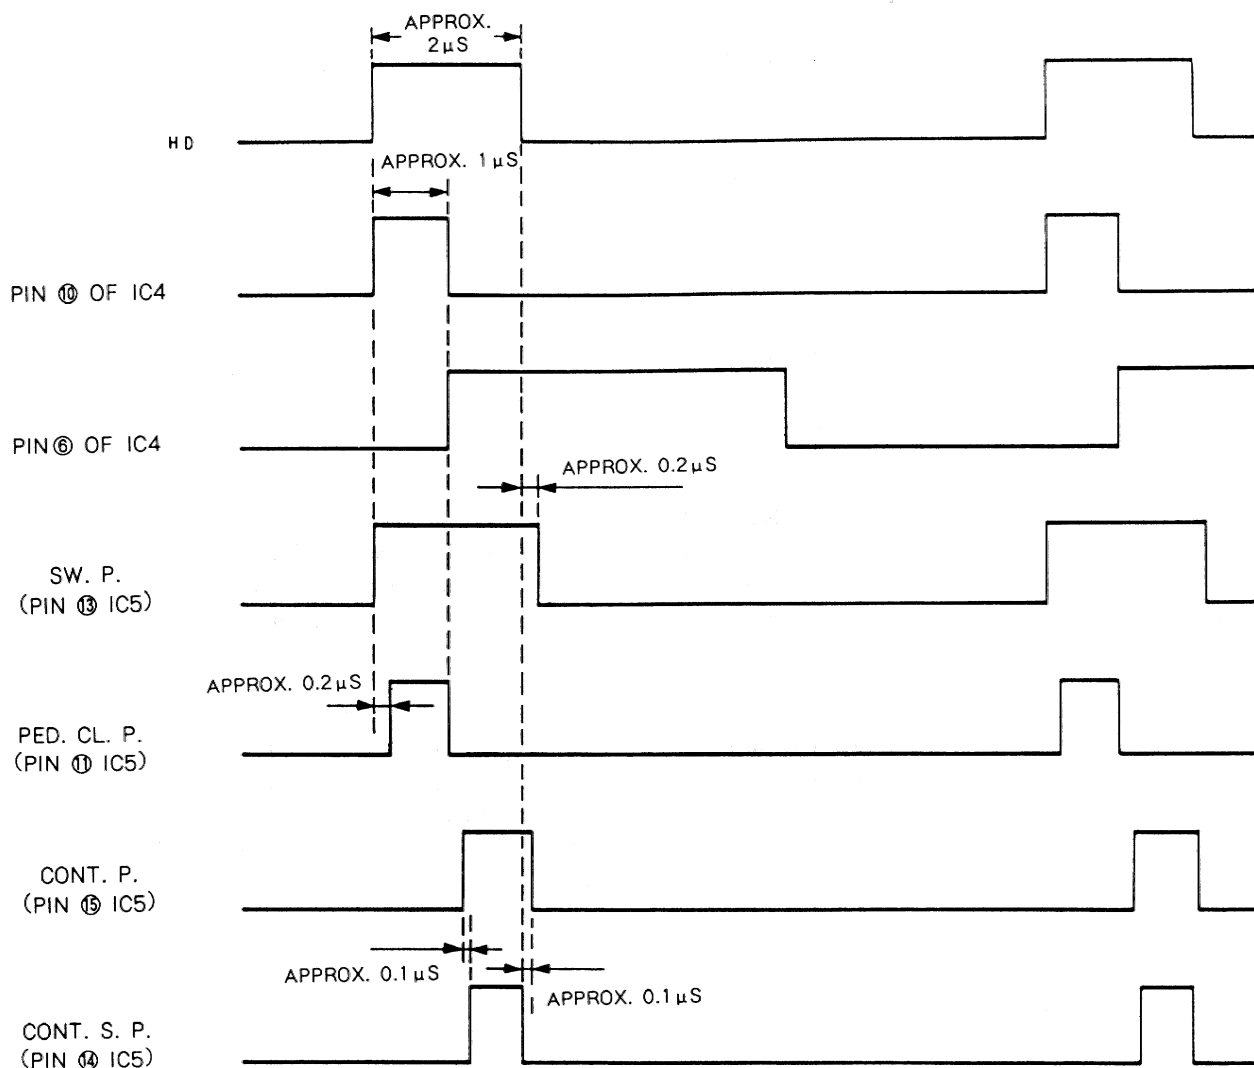 APPROX.
2μS
HD
APPROX. 1μS
PIN ⑩ OF IC4
PIN ⑥ OF IC4
APPROX. 0.2μS
SW. P.
(PIN ⑬ IC5)
APPROX. 0.2μS
PED. CL. P.
(PIN ⑪ IC5)
CONT. P.
(PIN ⑮ IC5)
APPROX. 0.1μS
APPROX. 0.1μS
CONT. S. P.
(PIN ⑭ IC5)